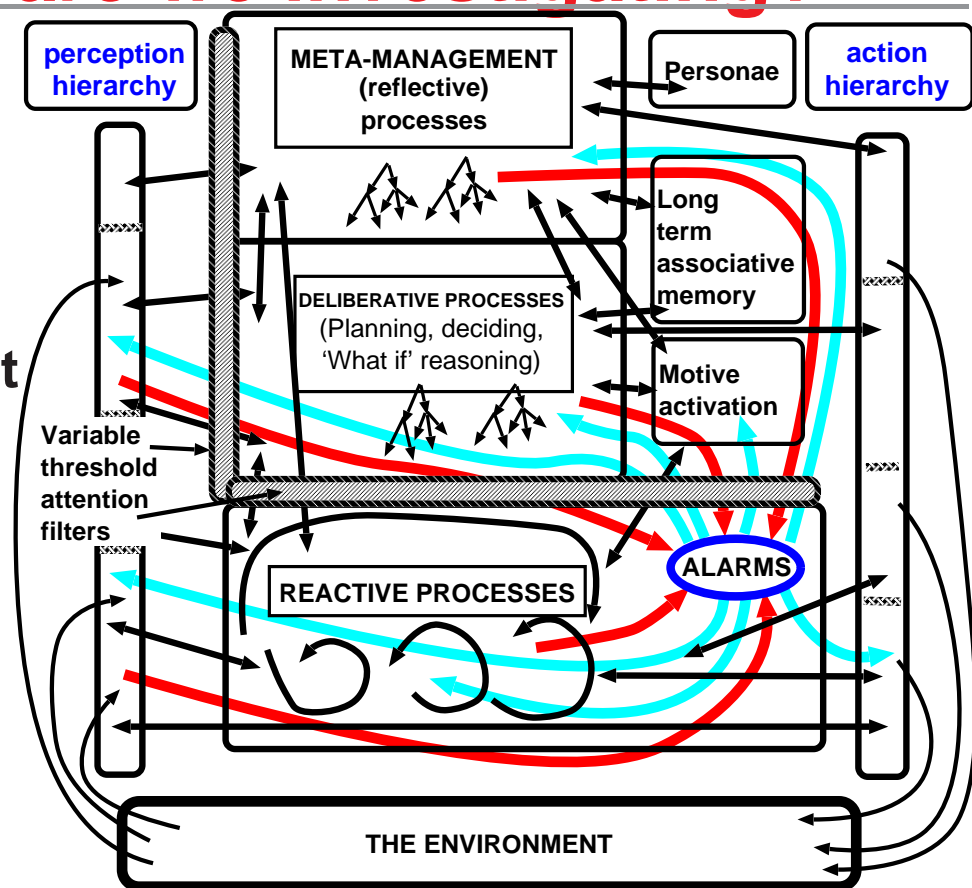 perception
hierarchy
META-MANAGEMENT
(reflective)
processes
Personae
action
hierarchy
Long
term
associative
memory
DELIBERATIVE PROCESSES
(Planning, deciding,
‘What if’ reasoning)
Motive
activation
t
Variable
threshold
attention
filters
ALARMS
REACTIVE PROCESSES
THE ENVIRONMENT